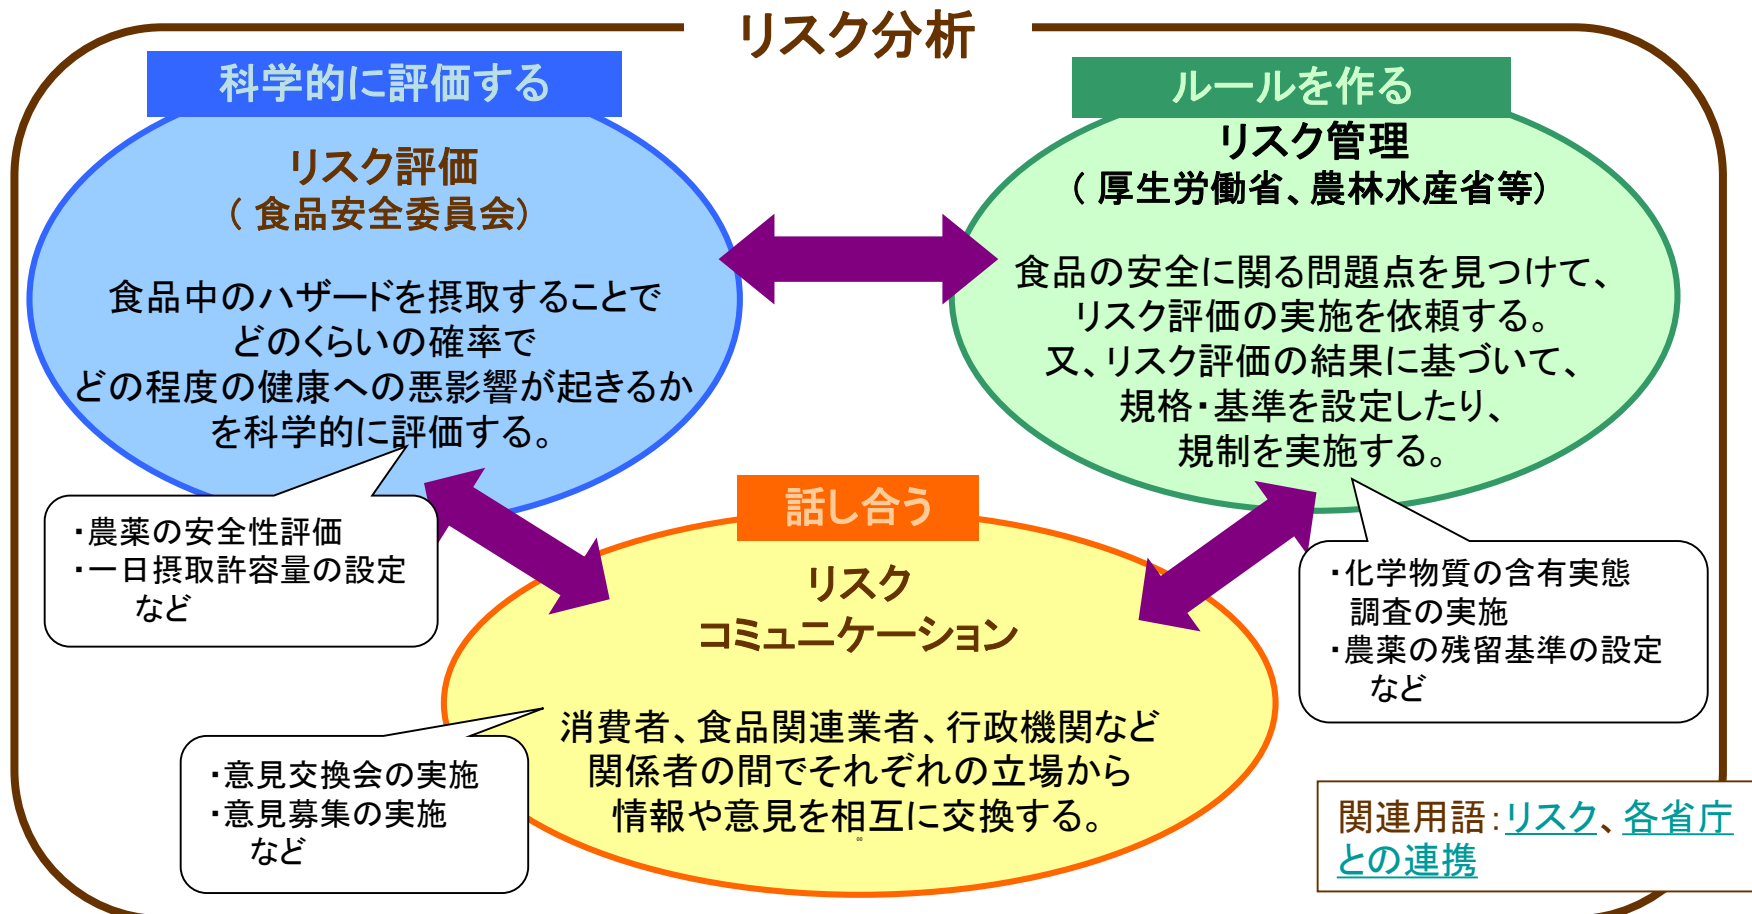 リスク分析
科学的に評価する
リスク評価
（ 食品安全委員会）
食品中のハザードを摂取することで
どのくらいの確率で
どの程度の健康への悪影響が起きるか
を科学的に評価する。
・農薬の安全性評価
・一日摂取許容量の設定
など
ルールを作る
リスク管理
（ 厚生労働省、農林水産省等）
食品の安全に関る問題点を見つけて、
リスク評価の実施を依頼する。
又、リスク評価の結果に基づいて、
規格・基準を設定したり、
規制を実施する。
・化学物質の含有実態
調査の実施
・農薬の残留基準の設定
など
話し合う
リスク
コミュニケーション
消費者、食品関連業者、行政機関など
関係者の間でそれぞれの立場から
情報や意見を相互に交換する。
・意見交換会の実施
・意見募集の実施
など
関連用語：リスク、各省庁
との連携